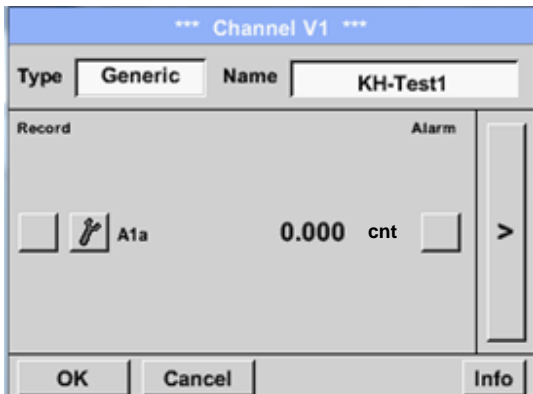 *** Channel V1 ***
Type Generic Name KH-Test1
Record Alarm
A1a 0.000 cnt >
OK Cancel Info